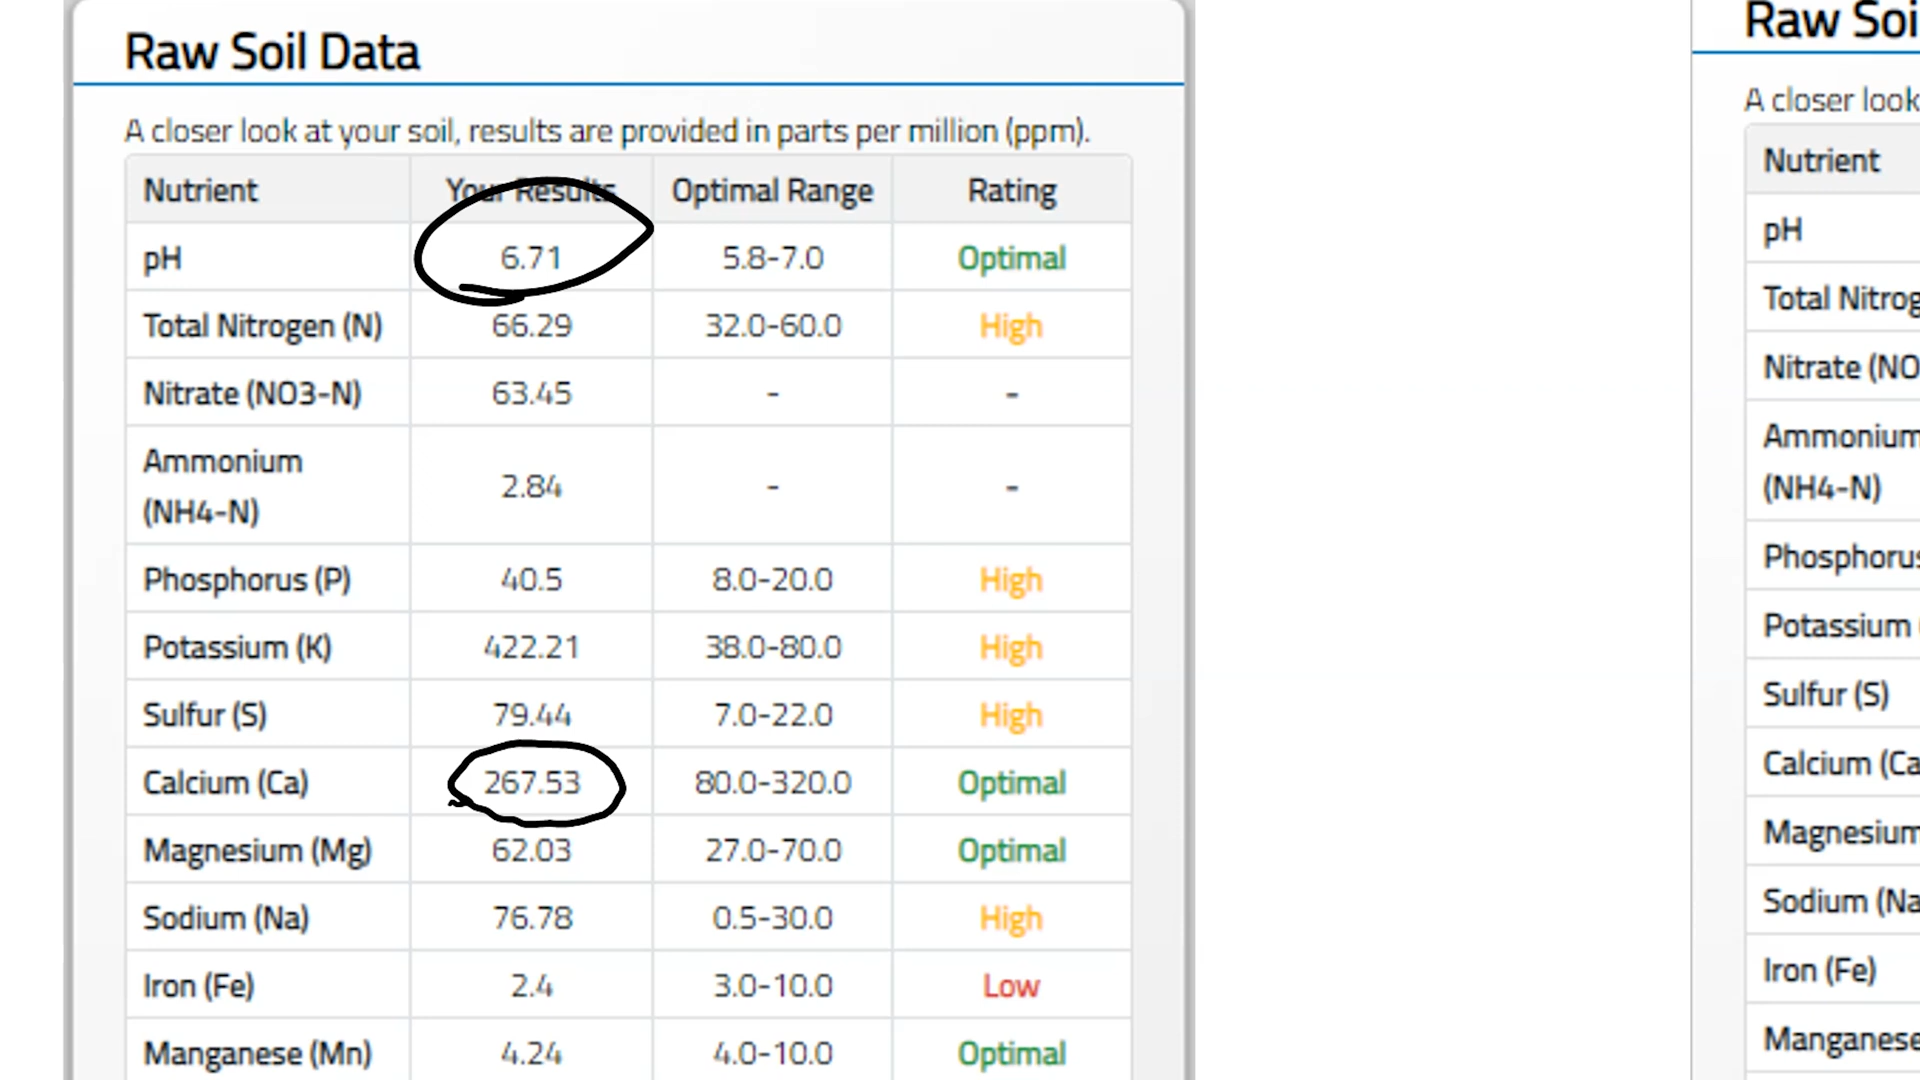 Raw Soil Data
A closer look at your soil, results are provided in parts per million (ppm).
Nutrient Your Results Optimal Range Rating
pH 6.71 5.8-7.0 Optimal
Total Nitrogen (N) 66.29 32.0-60.0 High
Nitrate (NO3-N) 63.45 - -
Ammonium
(NH4-N) 2.84 - -
Phosphorus (P) 40.5 8.0-20.0 High
Potassium (K) 422.21 38.0-80.0 High
Sulfur (S) 79.44 7.0-22.0 High
Calcium (Ca) 267.53 80.0-320.0 Optimal
Magnesium (Mg) 62.03 27.0-70.0 Optimal
Sodium (Na) 76.78 0.5-30.0 High
Iron (Fe) 2.4 3.0-10.0 Low
Manganese (Mn) 4.24 4.0-10.0 Optimal
Raw Soi
A closer look
Nutrient
pH
Total Nitrog
Nitrate (NO
Ammonium
(NH4-N)
Phosphorus
Potassium
Sulfur (S)
Calcium (Ca
Magnesium
Sodium (Na
Iron (Fe)
Manganese